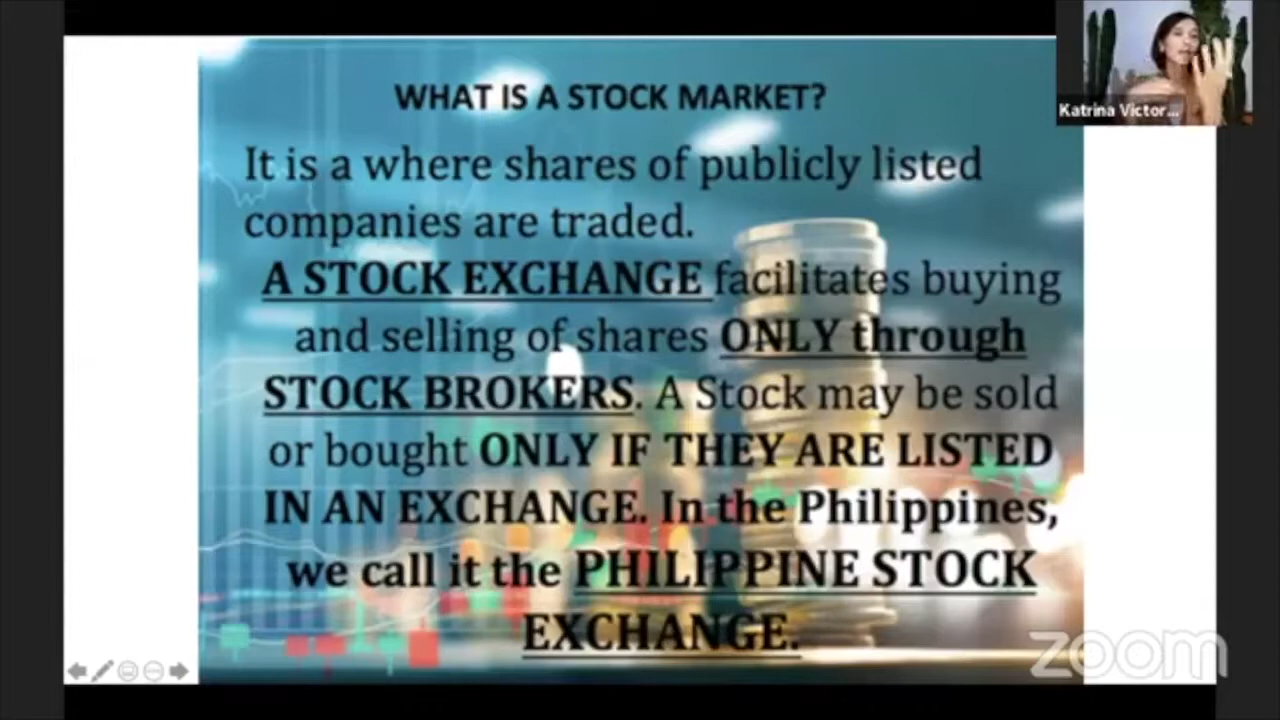 WHAT IS A STOCK MARKET?
It is a where shares of publicly listed
companies are traded.
A STOCK EXCHANGE facilitates buying
and selling of shares ONLY through
STOCK BROKERS. A Stock may be sold
or bought ONLY IF THEY ARE LISTED
IN AN EXCHANGE. In the Philippines,
we call it the PHILIPPINE STOCK
EXCHANGE.
Katrina Victor...
zoom